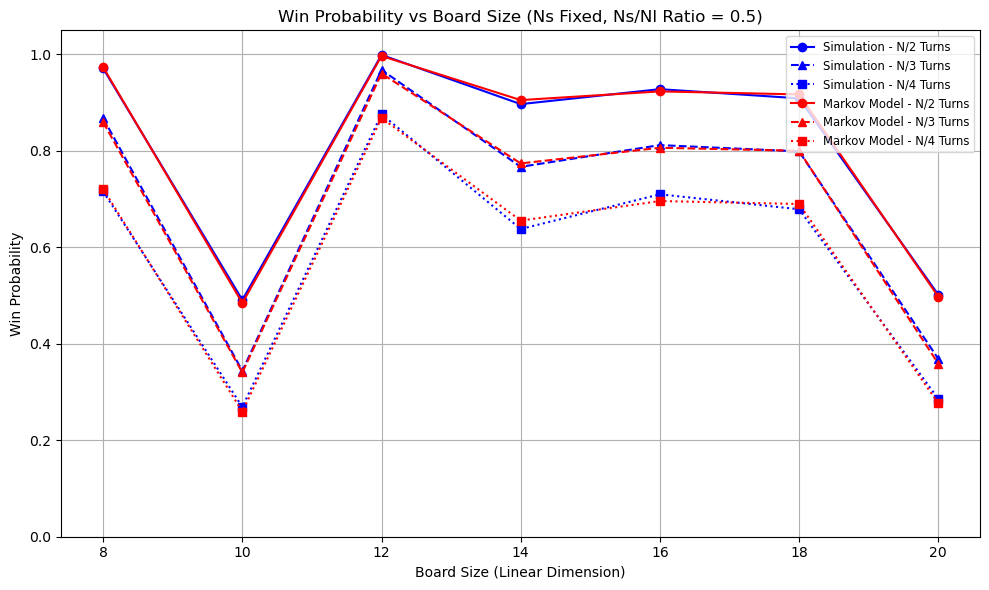 Win Probability vs Board Size (Ns Fixed, Ns/Nl Ratio = 0.5)
Simulation - N/2 Turns
Simulation - N/3 Turns
Simulation - N/4 Turns
Markov Model - N/2 Turns
Markov Model - N/3 Turns
Markov Model - N/4 Turns
Win Probability
1.0
0.8
0.6
0.4
0.2
0.0
8 10 12 14 16 18 20
Board Size (Linear Dimension)